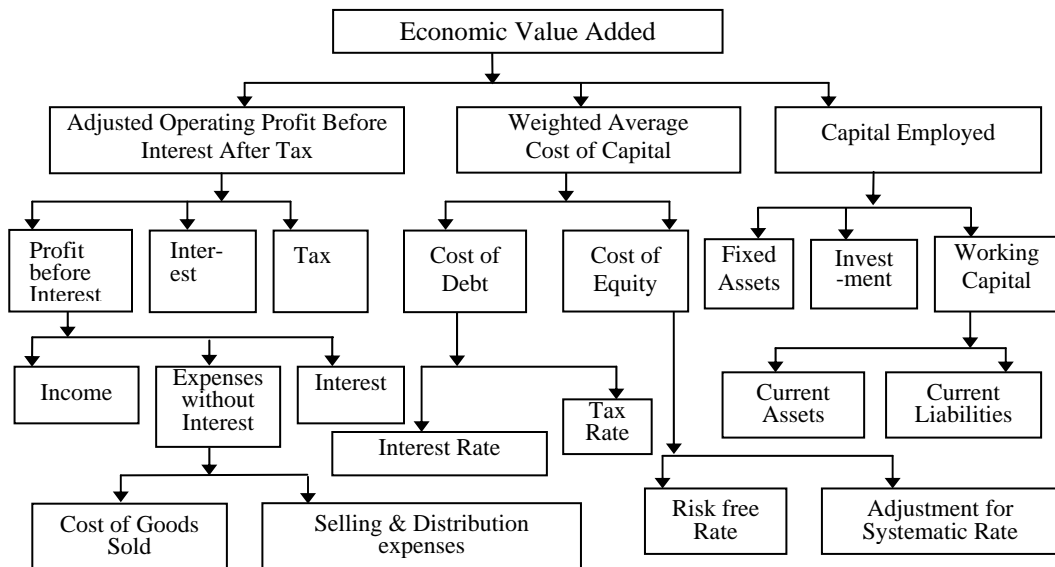 Economic Value Added
Adjusted Operating Profit Before
Interest After Tax
Weighted Average
Cost of Capital
Capital Employed
Profit
before
Interest
Inter-
est
Tax
Cost of
Debt
Cost of
Equity
Fixed
Assets
Invest
-ment
Working
Capital
Income
Expenses
without
Interest
Interest
Interest Rate
Tax
Rate
Current
Assets
Current
Liabilities
Cost of Goods
Sold
Selling & Distribution
expenses
Risk free
Rate
Adjustment for
Systematic Rate